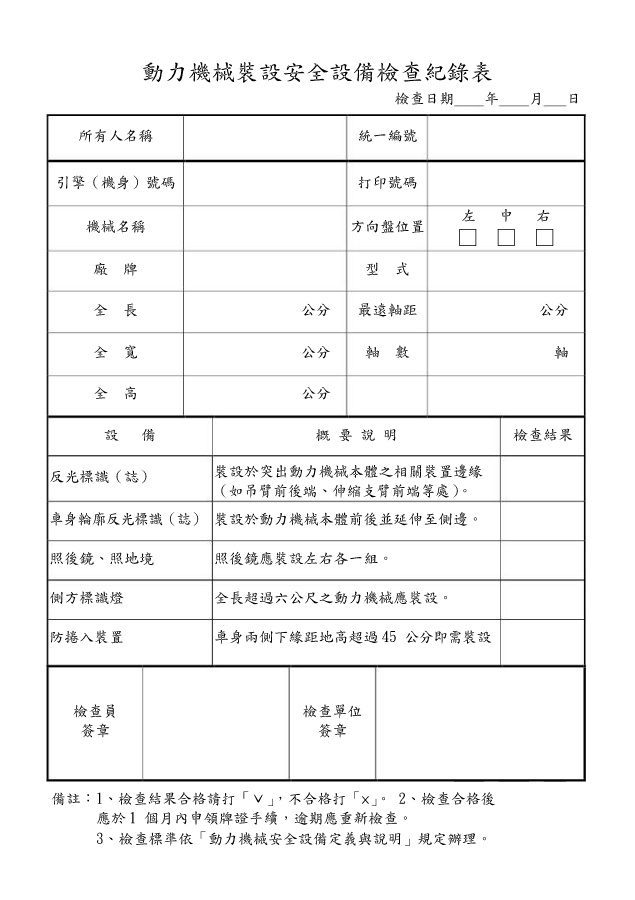 動力機械裝設安全設備檢查紀錄表
檢查日期____年____月___日
所有人名稱 統一編號
引擎（機身）號碼 打印號碼
機械名稱 方向盤位置 左 中 右
廠 牌 型 式
全 長 公分 最遠軸距 公分
全 寬 公分 軸 數 軸
全 高 公分
設 備 概 要 說 明 檢查結果
反光標識（誌） 裝設於突出動力機械本體之相關裝置邊緣
（如吊臂前後端、伸縮支臂前端等處）。
車身輪廓反光標識（誌） 裝設於動力機械本體前後並延伸至側邊。
照後鏡、照地境 照後鏡應裝設左右各一組。
側方標識燈 全長超過六公尺之動力機械應裝設。
防捲入裝置 車身兩側下緣距地高超過 45 公分即需裝設
檢查員 檢查單位
簽章 簽章
備註：1、檢查結果合格請打「∨」，不合格打「×」。 2、檢查合格後
應於 1 個月內申領牌證手續，逾期應重新檢查。
3、檢查標準依「動力機械安全設備定義與說明」規定辦理。